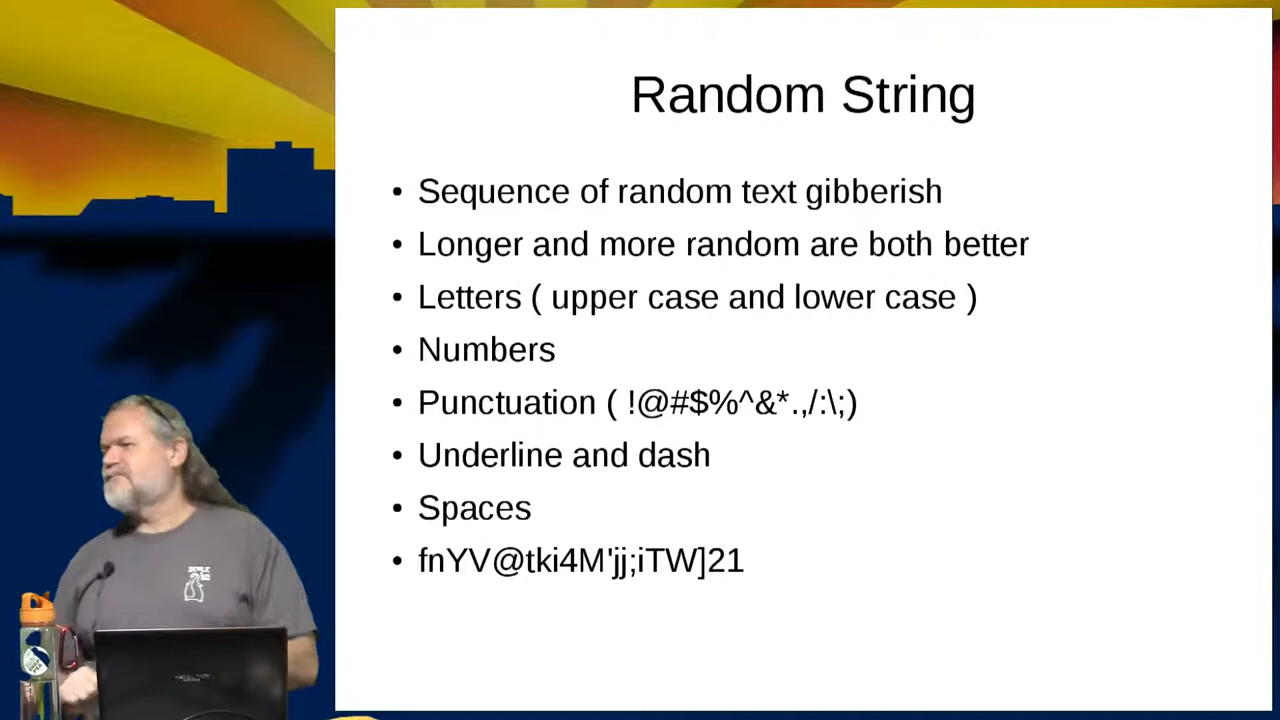 Random String
• Sequence of random text gibberish
• Longer and more random are both better
• Letters ( upper case and lower case )
• Numbers
• Punctuation ( !@#$%^&*.,/:\;)
• Underline and dash
• Spaces
• fnYV@tki4M'jj;iTW]21